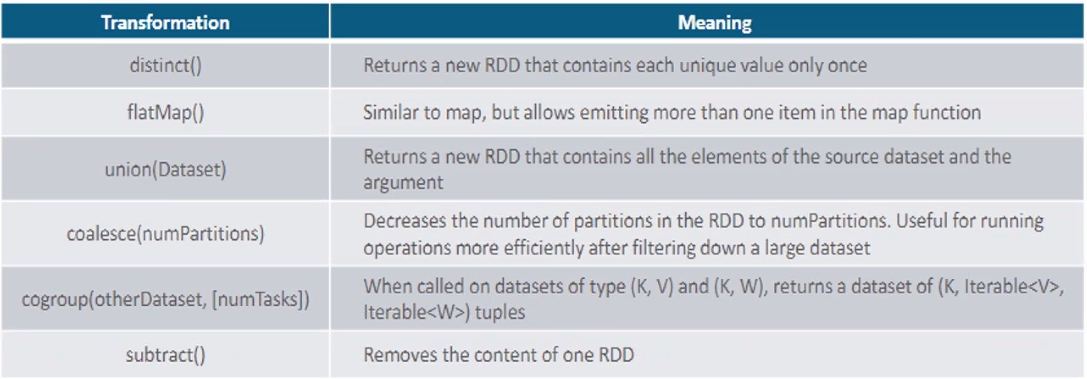 Transformation Meaning
distinct() Returns a new RDD that contains each unique value only once
flatMap() Similar to map, but allows emitting more than one item in the map function
union(Dataset) Returns a new RDD that contains all the elements of the source dataset and the
argument
coalesce(numPartitions) Decreases the number of partitions in the RDD to numPartitions. Useful for running
operations more efficiently after filtering down a large dataset
cogroup(otherDataset, [numTasks]) When called on datasets of type (K, V) and (K, W), returns a dataset of (K, Iterable<V>,
Iterable<W>) tuples
subtract() Removes the content of one RDD